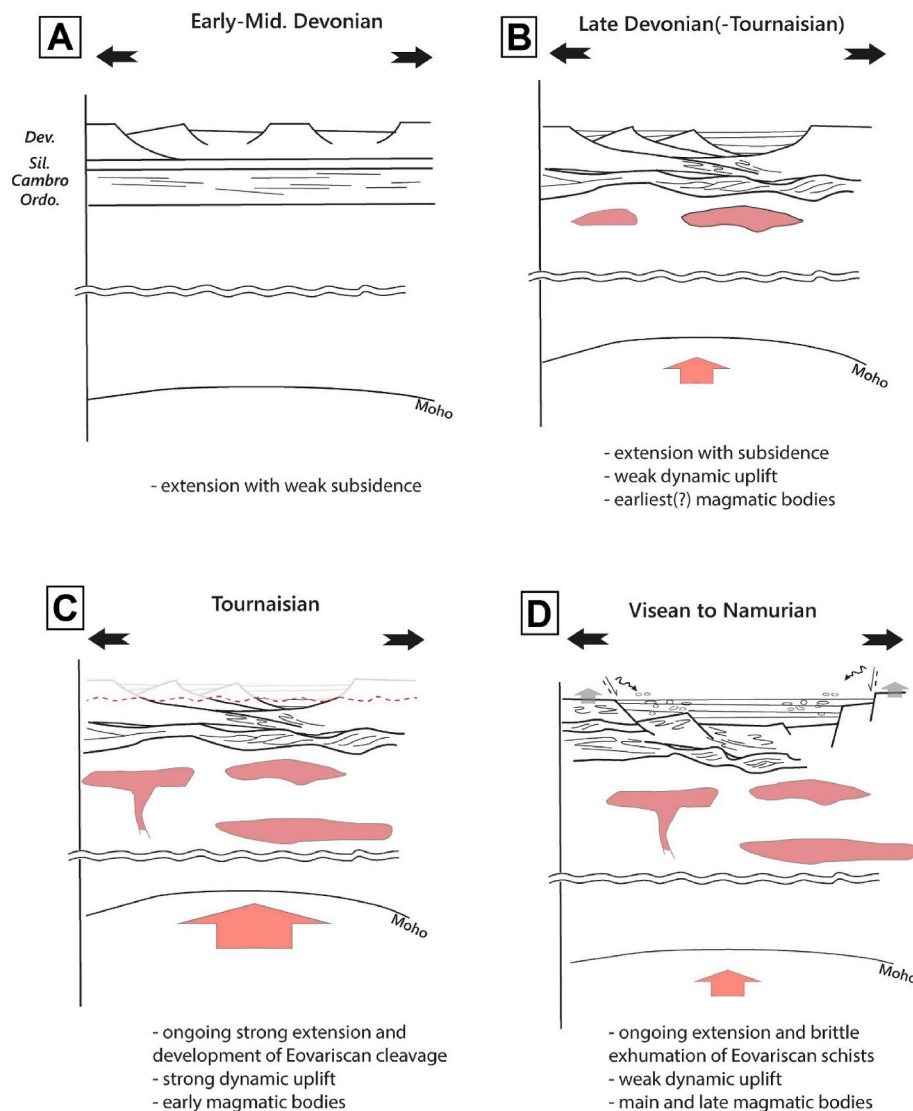 A
Early-Mid. Devonian
Dev.
Sil.
Cambro
Ordo.
Moho
- extension with weak subsidence
B
Late Devonian(-Tournaisian)
Moho
- extension with subsidence
- weak dynamic uplift
- earliest(?) magmatic bodies
C
Tournaisian
Moho
- ongoing strong extension and
development of Eovariscan cleavage
- strong dynamic uplift
- early magmatic bodies
D
Visean to Namurian
Moho
- ongoing extension and brittle
exhumation of Eovariscan schists
- weak dynamic uplift
- main and late magmatic bodies